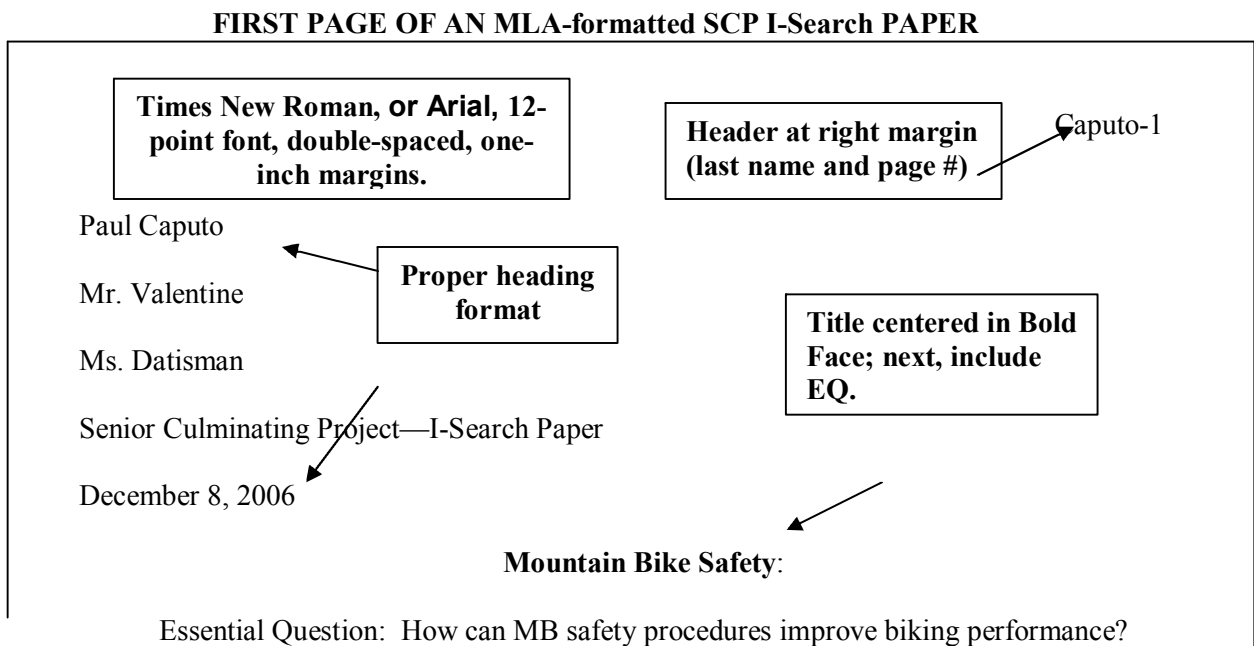 FIRST PAGE OF AN MLA-formatted SCP I-Search PAPER
Times New Roman, or Arial, 12-
point font, double-spaced, one-
inch margins.
Header at right margin
(last name and page #)
Caputo-1
Paul Caputo
Proper heading
format
Mr. Valentine
Title centered in Bold
Face; next, include
EQ.
Ms. Datisman
Senior Culminating Project—I-Search Paper
December 8, 2006
Mountain Bike Safety:
Essential Question:  How can MB safety procedures improve biking performance?